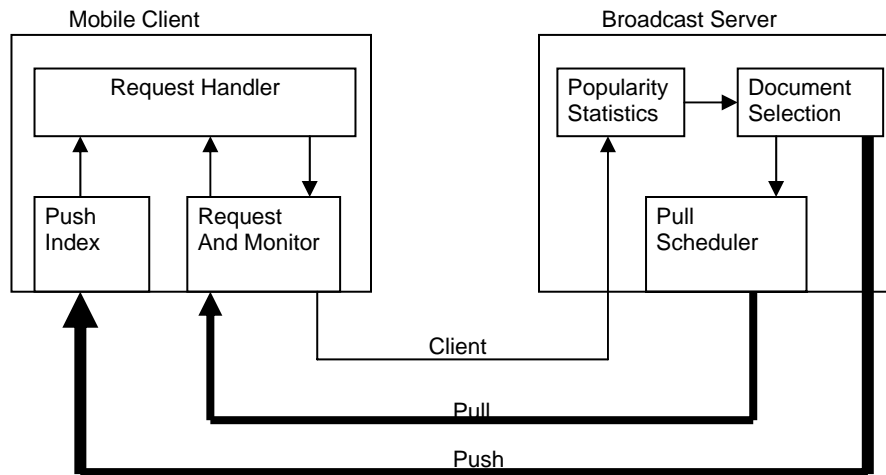 Mobile Client
Broadcast Server
Request Handler
Popularity
Statistics
Document
Selection
Push
Index
Request
And Monitor
Pull
Scheduler
Client
Pull
Push